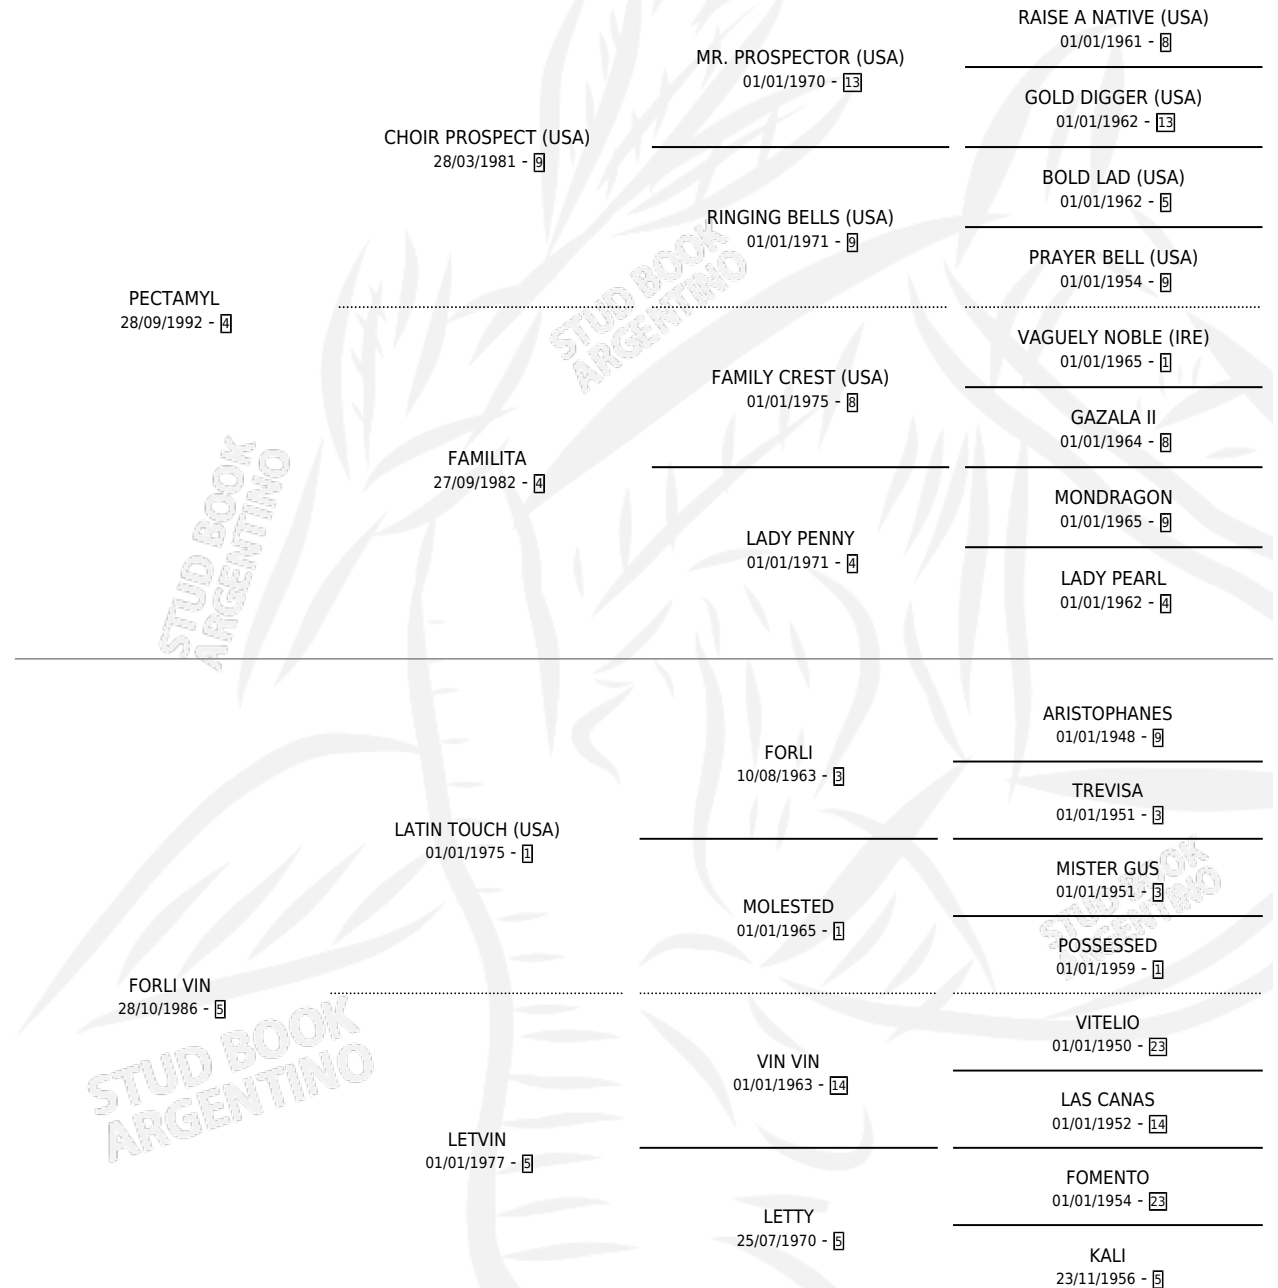 RAISE A NATIVE (USA)
01/01/1961 - 8
MR. PROSPECTOR (USA)
01/01/1970 - 13
GOLD DIGGER (USA)
01/01/1962 - 13
CHOIR PROSPECT (USA)
28/03/1981 - 9
BOLD LAD (USA)
01/01/1962 - 5
RINGING BELLS (USA)
01/01/1971 - 9
PRAYER BELL (USA)
01/01/1954 - 9
PECTAMYL
28/09/1992 - 4
STUD BOOK
ARGENTINO
VAGUELY NOBLE (IRE)
01/01/1965 - 1
FAMILY CREST (USA)
01/01/1975 - 8
GAZALA II
01/01/1964 - 8
FAMILITA
27/09/1982 - 4
MONDRAGON
01/01/1965 - 9
LADY PENNY
01/01/1971 - 4
LADY PEARL
01/01/1962 - 4
STUD BOOK
ARGENTINO
ARISTOPHANES
01/01/1948 - 9
FORLI
10/08/1963 - 3
TREVISA
01/01/1951 - 3
LATIN TOUCH (USA)
01/01/1975 - 1
MISTER GUS
01/01/1951 - 3
MOLESTED
01/01/1965 - 1
POSSESSED
01/01/1959 - 1
STUD BOOK
ARGENTINO
FORLI VIN
28/10/1986 - 5
VITELIO
01/01/1950 - 23
VIN VIN
01/01/1963 - 14
LAS CANAS
01/01/1952 - 14
STUD BOOK
ARGENTINO
LETVIN
01/01/1977 - 5
FOMENTO
01/01/1954 - 23
LETTY
25/07/1970 - 5
KALI
23/11/1956 - 5